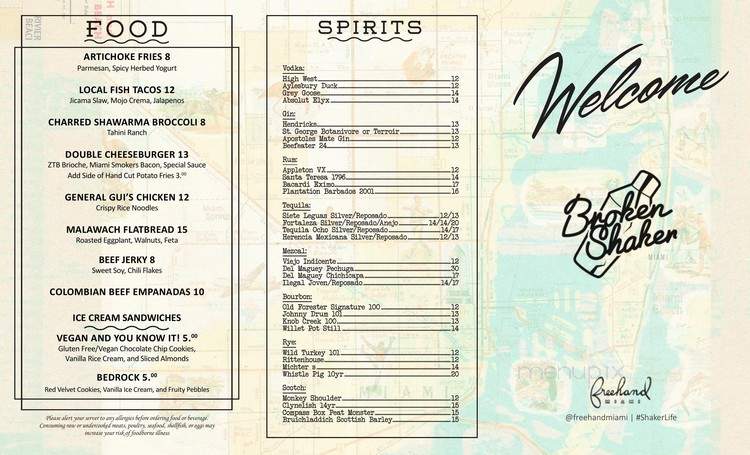 FOOD
ARTICHOKE FRIES 8
Parmesan, Spicy Herbed Yogurt
LOCAL FISH TACOS 12
Jicama Slaw, Mojo Crema, Jalapenos
CHARRED SHAWARMA BROCCOLI 8
Tahini Ranch
DOUBLE CHEESEBURGER 13
ZTB Brioche, Miami Smokers Bacon, Special Sauce
Add Side of Hand Cut Potato Fries 3.00
GENERAL GUI'S CHICKEN 12
Crispy Rice Noodles
MALAWACH FLATBREAD 15
Roasted Eggplant, Walnuts, Feta
BEEF JERKY 8
Sweet Soy, Chili Flakes
COLOMBIAN BEEF EMPANADAS 10
ICE CREAM SANDWICHES
VEGAN AND YOU KNOW IT! 5.00
Gluten Free/Vegan Chocolate Chip Cookies,
Vanilla Rice Cream, and Sliced Almonds
BEDROCK 5.00
Red Velvet Cookies, Vanilla Ice Cream, and Fruity Pebbles
Please alert your server to any allergies before ordering food or beverage.
Consuming raw or undercooked meats, poultry, seafood, shellfish, or eggs may
increase your risk of foodborne illness
SPIRITS
Vodka:
High West 12
Aylesbury Duck 12
Grey Goose 14
Absolut Elyx 14
Gin:
Hendricks 13
St. George Botanivore or Terroir 13
Apostoles Mate Gin 12
Beefeater 24 13
Rum:
Appleton VX 12
Santa Teresa 1796 14
Bacardi Eximo 17
Plantation Barbados 2001 16
Tequila:
Siete Leguas Silver/Reposado 12/13
Fortaleza Silver/Reposado/Anejo 14/14/20
Tequila Ocho Silver/Reposado 14/17
Herencia Mexicana Silver/Reposado 12/13
Mezcal:
Viejo Indicente 12
Del Maguey Pechuga 30
Del Maguey Chichicapa 17
Ilegal Joven/Reposado 14/17
Bourbon:
Old Forester Signature 100 12
Johnny Drum 101 13
Knob Creek 100 13
Willet Pot Still 14
Rye:
Wild Turkey 101 12
Rittenhouse 12
Michter s 14
Whistle Pig 10yr 20
Scotch:
Monkey Shoulder 12
Clynelish 14yr 15
Compass Box Peat Monster 15
Bruichladdich Scottish Barley 15
Welcome
Broken
Shaker
MIAMI
menupix
freehand
MIAMI
@freehandmiami | #ShakerLife